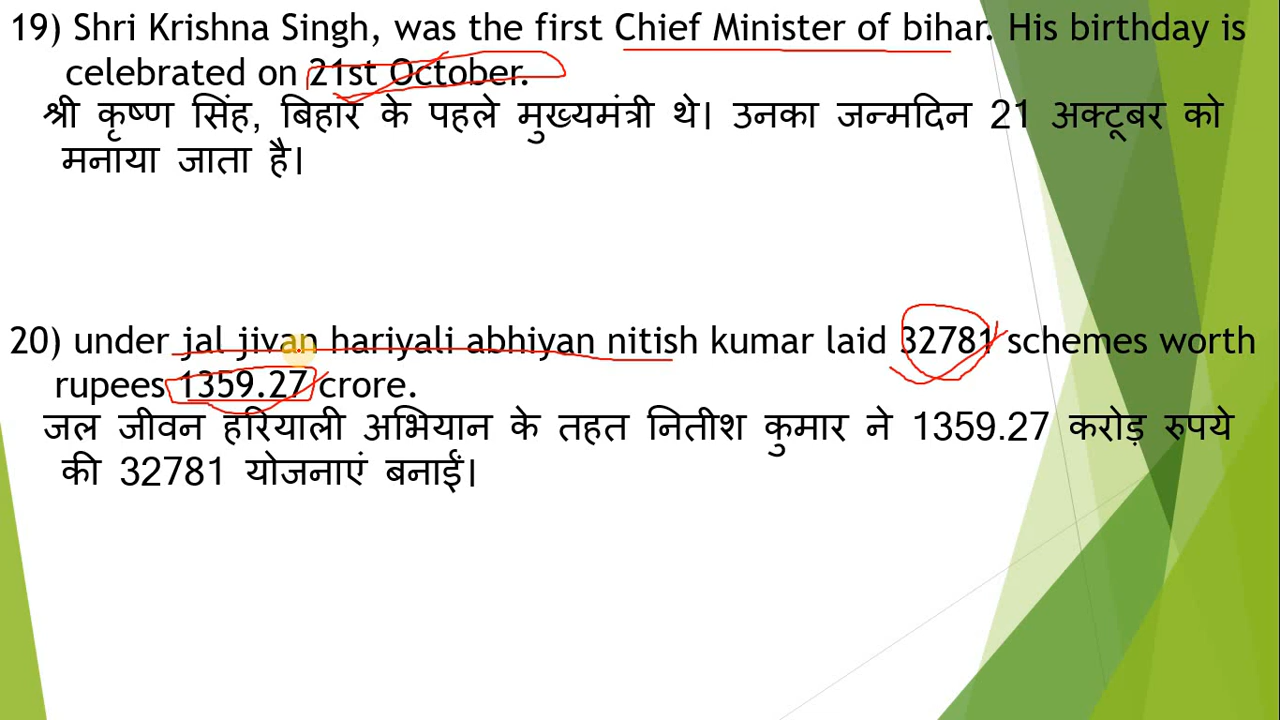 19) Shri Krishna Singh, was the first Chief Minister of bihar. His birthday is
celebrated on 21st October.
श्री कृष्ण सिंह, बिहार के पहले मुख्यमंत्री थे। उनका जन्मदिन 21 अक्टूबर को
मनाया जाता है।
20) under jal jivan hariyali abhiyan nitish kumar laid 32781 schemes worth
rupees 1359.27 crore.
जल जीवन हरियाली अभियान के तहत नितीश कुमार ने 1359.27 करोड़ रुपये
की 32781 योजनाएं बनाईं।